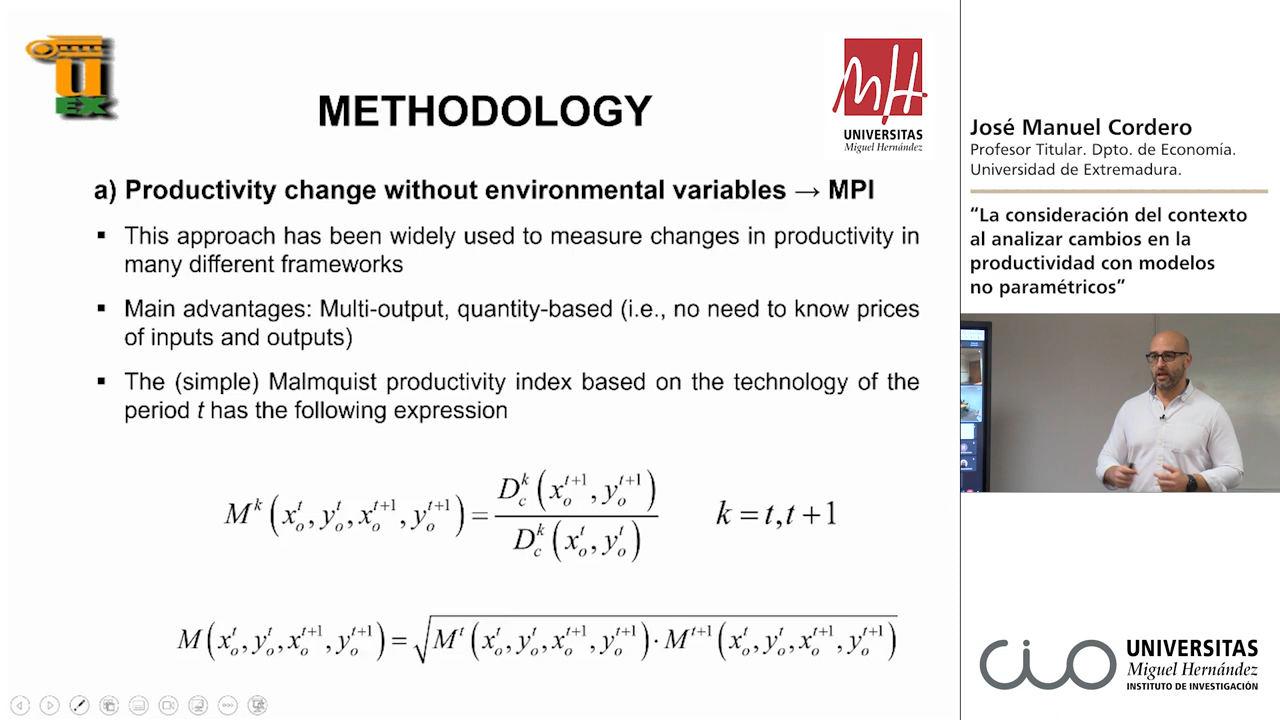 UEX
METHODOLOGY
MH
UNIVERSITAS
Miguel Hernández
a) Productivity change without environmental variables → MPI
▪ This approach has been widely used to measure changes in productivity in
many different frameworks
▪ Main advantages: Multi-output, quantity-based (i.e., no need to know prices
of inputs and outputs)
▪ The (simple) Malmquist productivity index based on the technology of the
period t has the following expression
M^k(x_o^t, y_o^t, x_o^{t+1}, y_o^{t+1}) = D_c^k(x_o^{t+1}, y_o^{t+1}) / D_c^k(x_o^t, y_o^t)    k = t, t+1
M(x_o^t, y_o^t, x_o^{t+1}, y_o^{t+1}) = √(M^t(x_o^t, y_o^t, x_o^{t+1}, y_o^{t+1}) · M^{t+1}(x_o^t, y_o^t, x_o^{t+1}, y_o^{t+1}))
José Manuel Cordero
Profesor Titular. Dpto. de Economía.
Universidad de Extremadura.
“La consideración del contexto
al analizar cambios en la
productividad con modelos
no paramétricos”
CIO
UNIVERSITAS
Miguel Hernández
INSTITUTO DE INVESTIGACIÓN